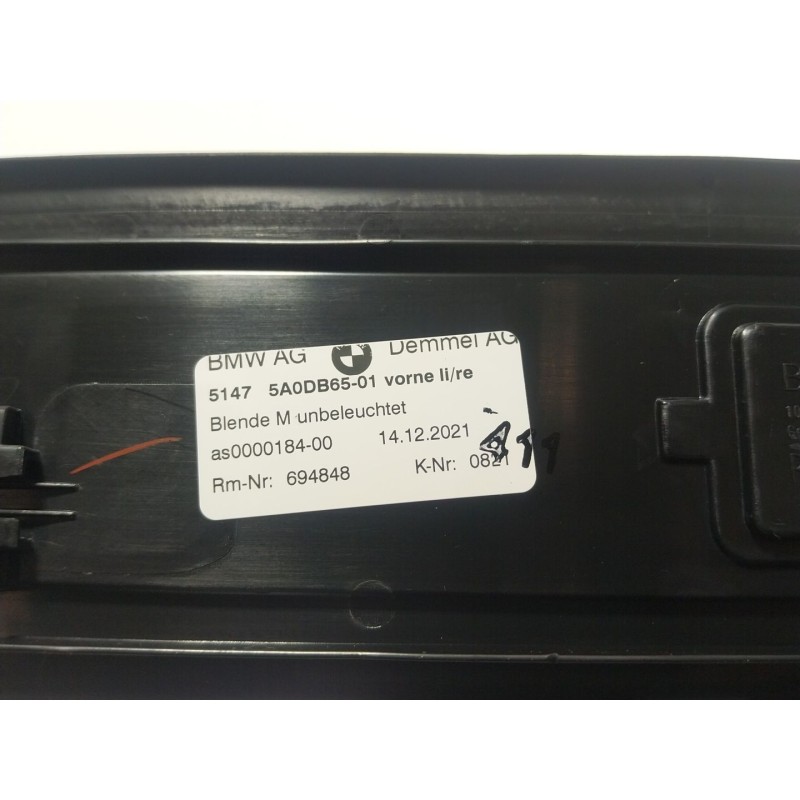 BMW AG Demmel AG
5147 5A0DB65-01 vorne li/re
Blende M unbeleuchtet
as0000184-00 14.12.2021
Rm-Nr: 694848 K-Nr: 0821